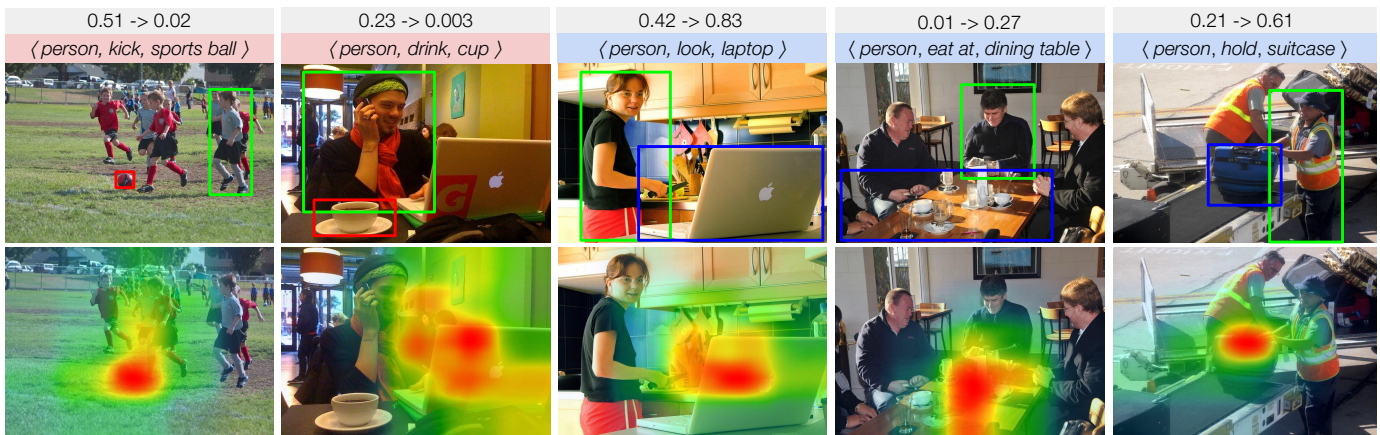 0.51 -> 0.02
⟨ person, kick, sports ball ⟩
0.23 -> 0.003
⟨ person, drink, cup ⟩
0.42 -> 0.83
⟨ person, look, laptop ⟩
0.01 -> 0.27
⟨ person, eat at, dining table ⟩
0.21 -> 0.61
⟨ person, hold, suitcase ⟩
G